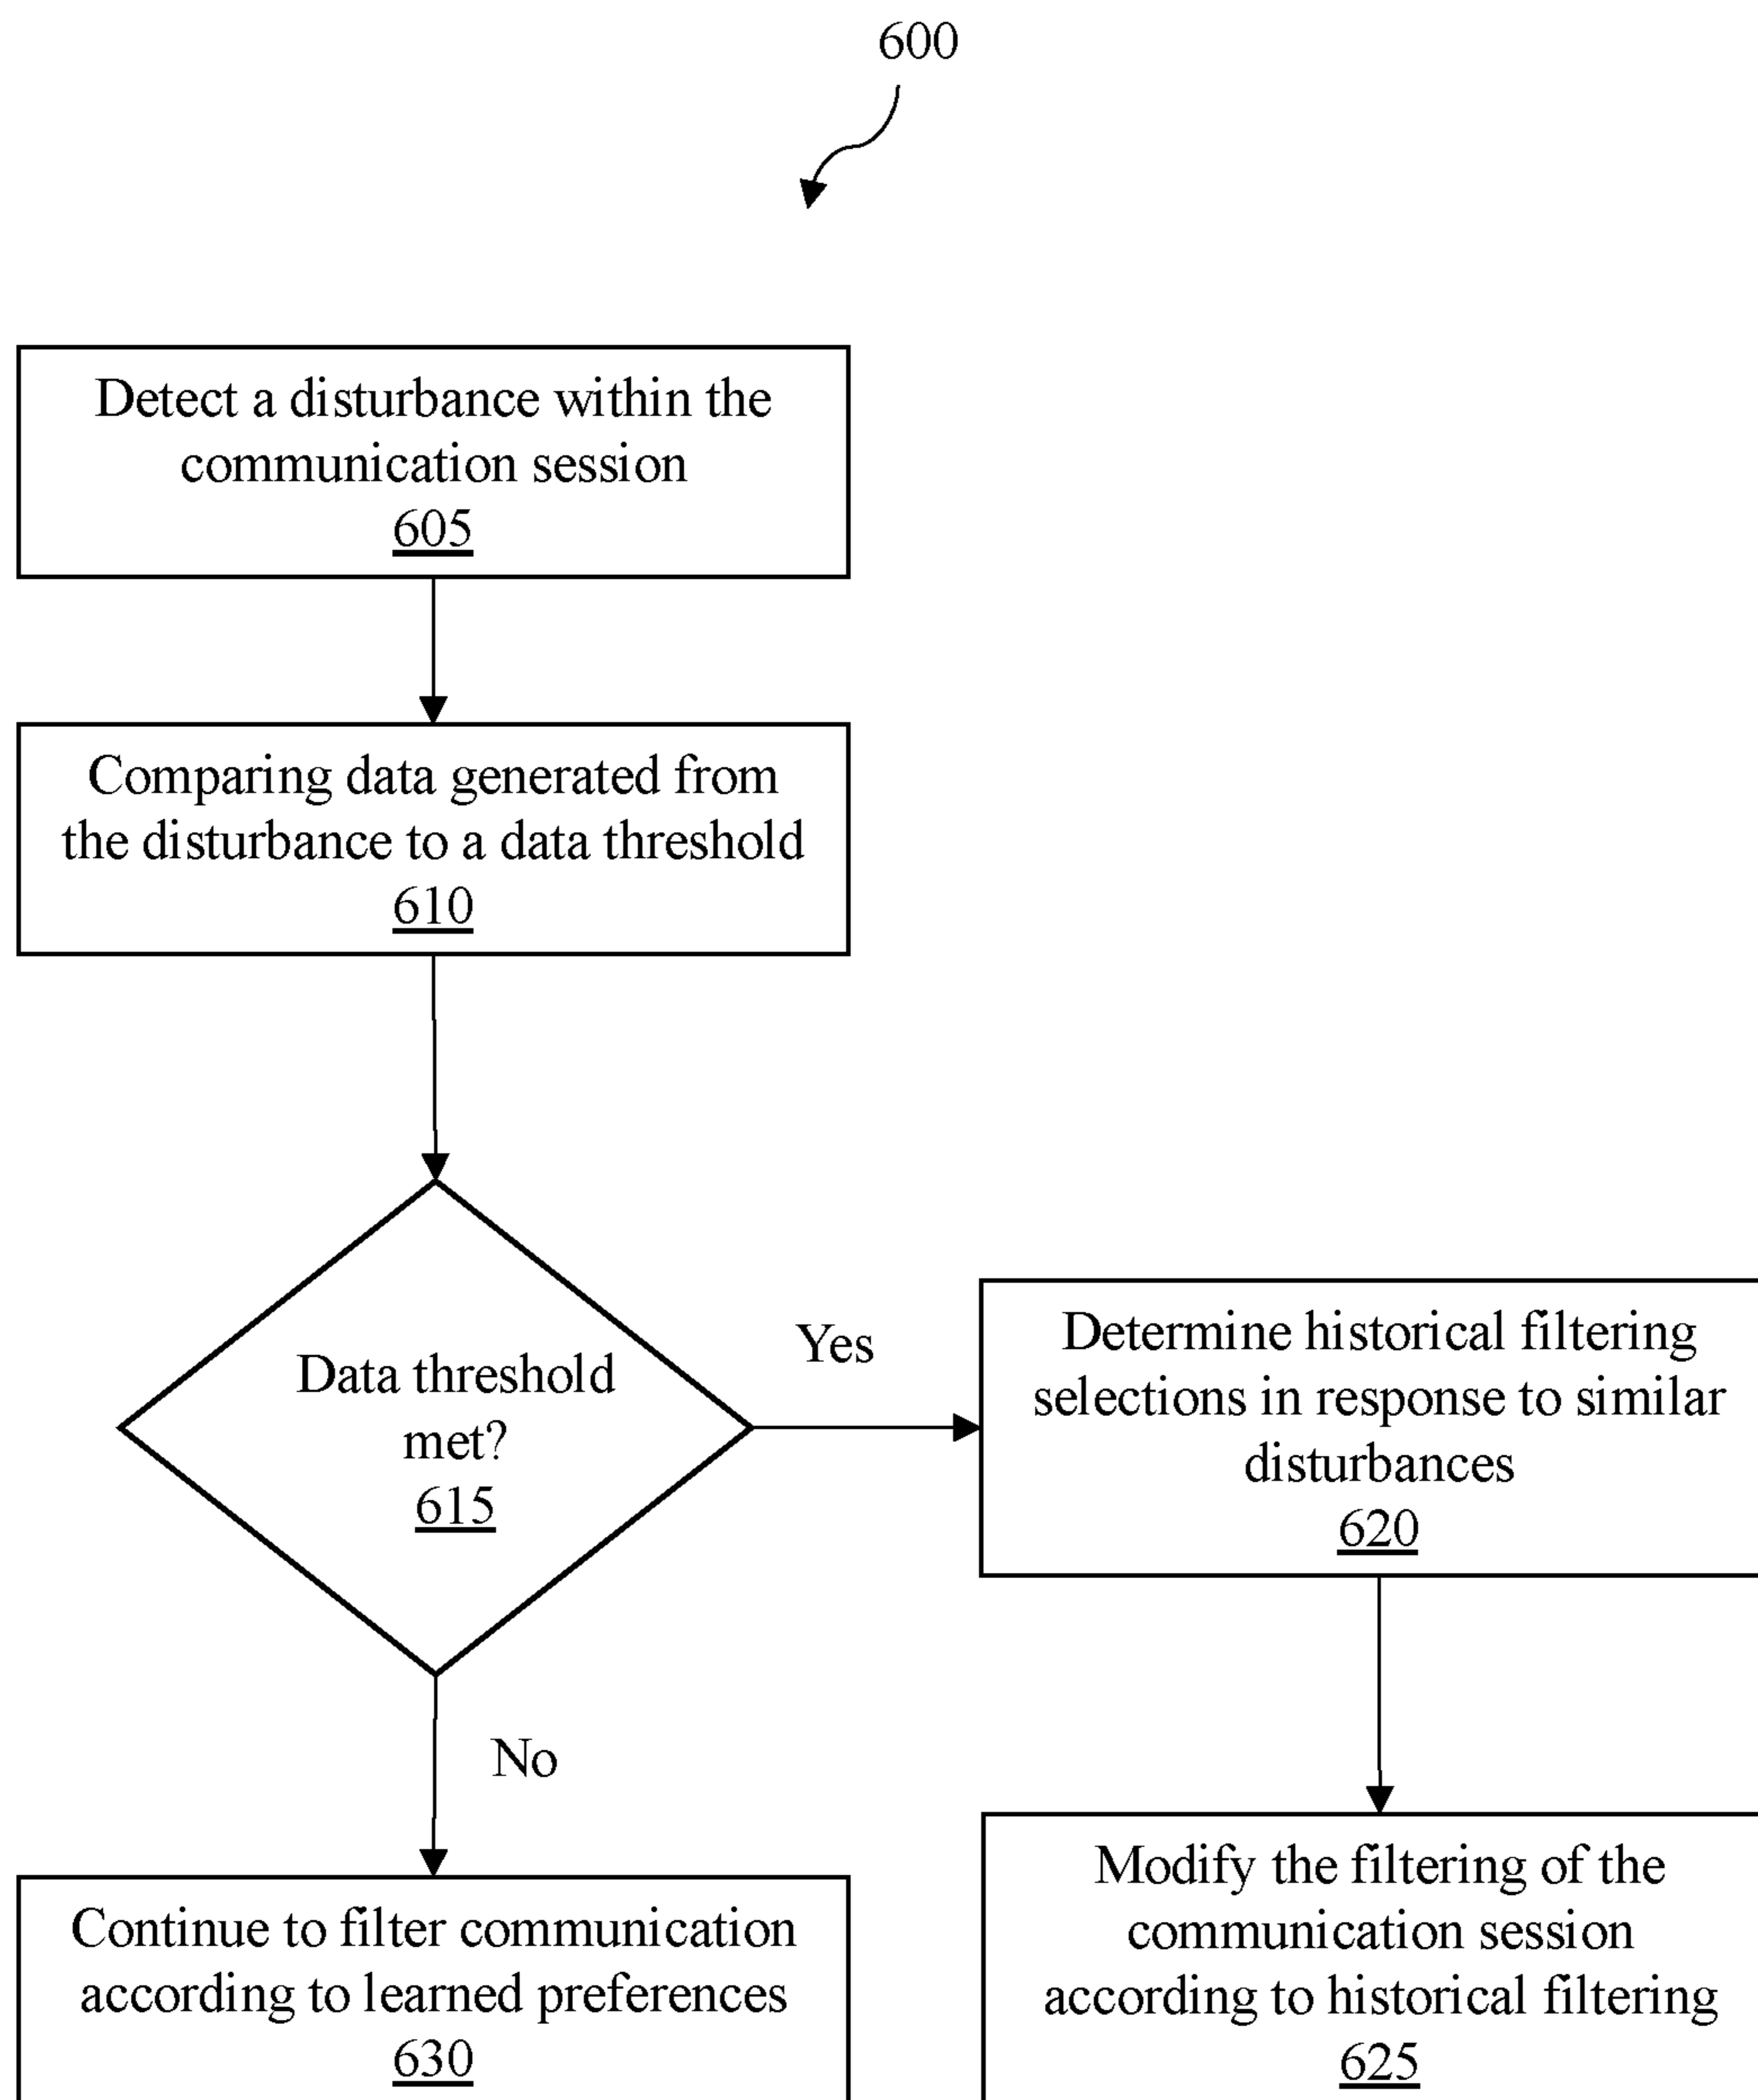 600
Detect a disturbance within the
communication session
605
Comparing data generated from
the disturbance to a data threshold
610
Data threshold
met?
615
Yes
Determine historical filtering
selections in response to similar
disturbances
620
No
Continue to filter communication
according to learned preferences
630
Modify the filtering of the
communication session
according to historical filtering
625